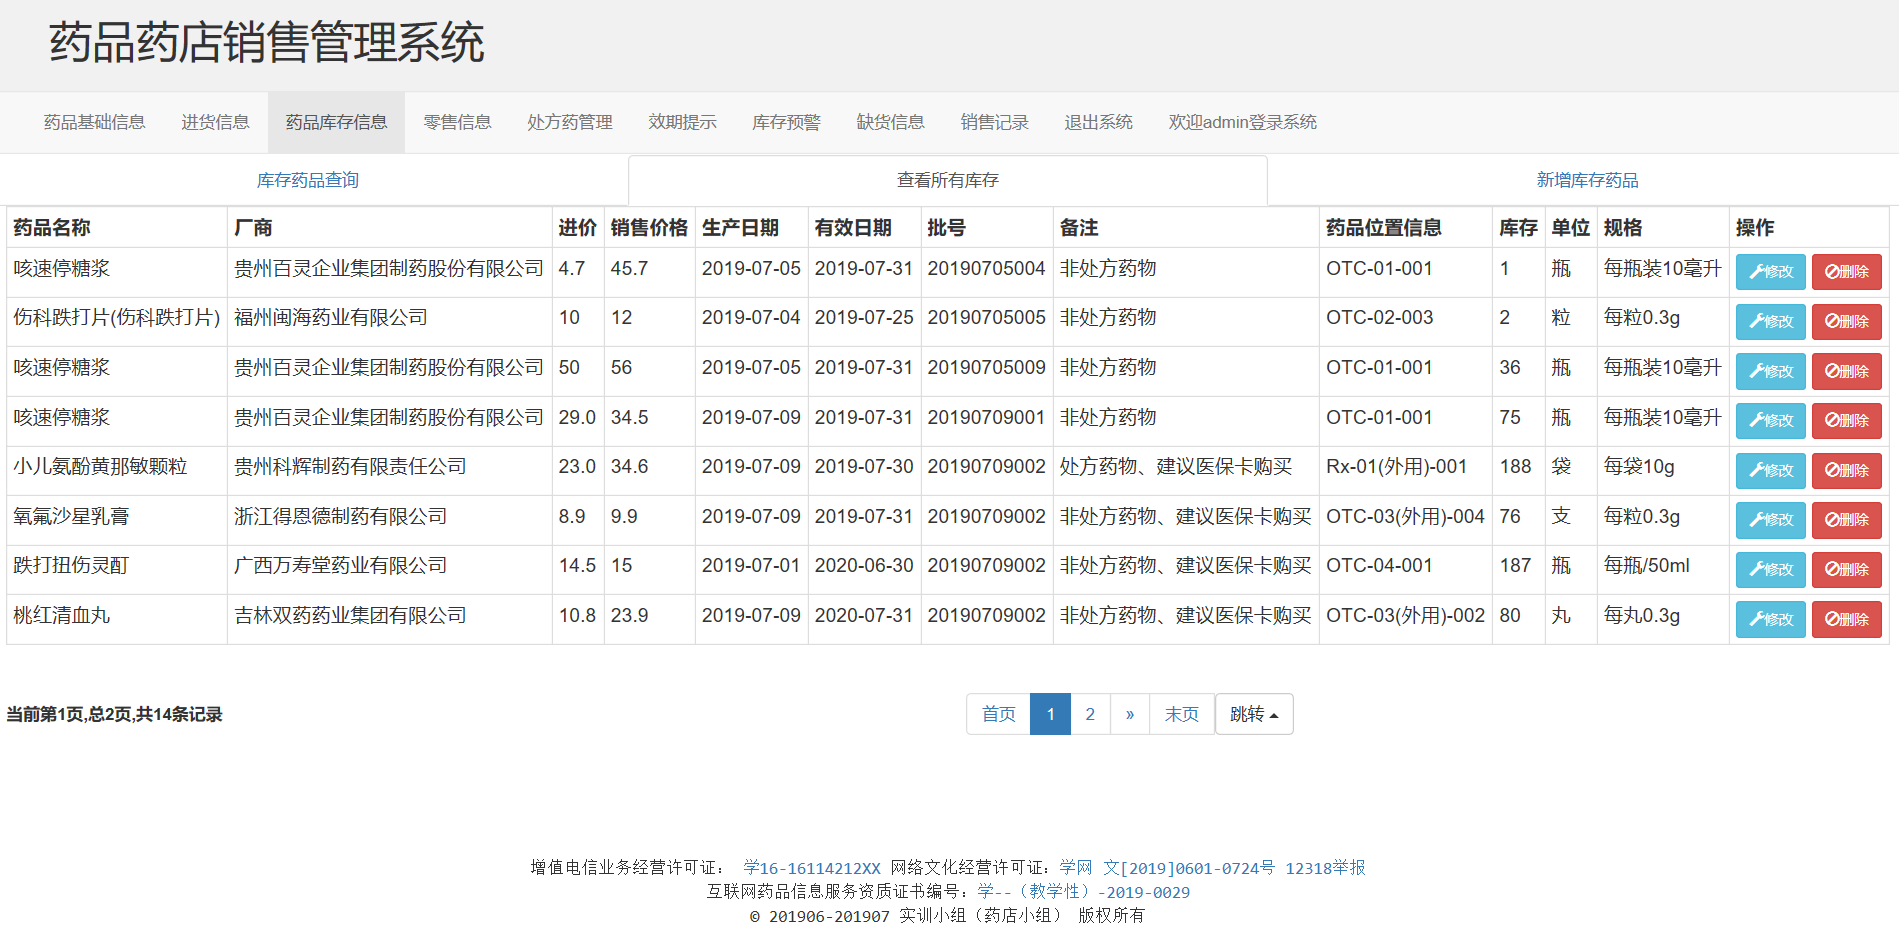 药品药店销售管理系统
药品基础信息 进货信息 药品库存信息 零售信息 处方药管理 效期提示 库存预警 缺货信息 销售记录 退出系统 欢迎admin登录系统
库存药品查询 查看所有库存 新增库存药品
药品名称 厂商 进价 销售价格 生产日期 有效日期 批号 备注 药品位置信息 库存 单位 规格 操作
咳速停糖浆 贵州百灵企业集团制药股份有限公司 4.7 45.7 2019-07-05 2019-07-31 20190705004 非处方药物 OTC-01-001 1 瓶 每瓶装10毫升 修改 删除
伤科跌打片(伤科跌打片) 福州闽海药业有限公司 10 12 2019-07-04 2019-07-25 20190705005 非处方药物 OTC-02-003 2 粒 每粒0.3g 修改 删除
咳速停糖浆 贵州百灵企业集团制药股份有限公司 50 56 2019-07-05 2019-07-31 20190705009 非处方药物 OTC-01-001 36 瓶 每瓶装10毫升 修改 删除
咳速停糖浆 贵州百灵企业集团制药股份有限公司 29.0 34.5 2019-07-09 2019-07-31 20190709001 非处方药物 OTC-01-001 75 瓶 每瓶装10毫升 修改 删除
小儿氨酚黄那敏颗粒 贵州科辉制药有限责任公司 23.0 34.6 2019-07-09 2019-07-30 20190709002 处方药物、建议医保卡购买 Rx-01(外用)-001 188 袋 每袋10g 修改 删除
氧氟沙星乳膏 浙江得恩德制药有限公司 8.9 9.9 2019-07-09 2019-07-31 20190709002 非处方药物、建议医保卡购买 OTC-03(外用)-004 76 支 每粒0.3g 修改 删除
跌打扭伤灵酊 广西万寿堂药业有限公司 14.5 15 2019-07-01 2020-06-30 20190709002 非处方药物、建议医保卡购买 OTC-04-001 187 瓶 每瓶/50ml 修改 删除
桃红清血丸 吉林双药药业集团有限公司 10.8 23.9 2019-07-09 2020-07-31 20190709002 非处方药物、建议医保卡购买 OTC-03(外用)-002 80 丸 每丸0.3g 修改 删除
当前第1页,总2页,共14条记录 首页 1 2 » 末页 跳转
增值电信业务经营许可证： 学16-16114212XX 网络文化经营许可证：学网 文[2019]0601-0724号 12318举报
互联网药品信息服务资质证书编号：学--（教学性）-2019-0029
© 201906-201907 实训小组（药店小组） 版权所有